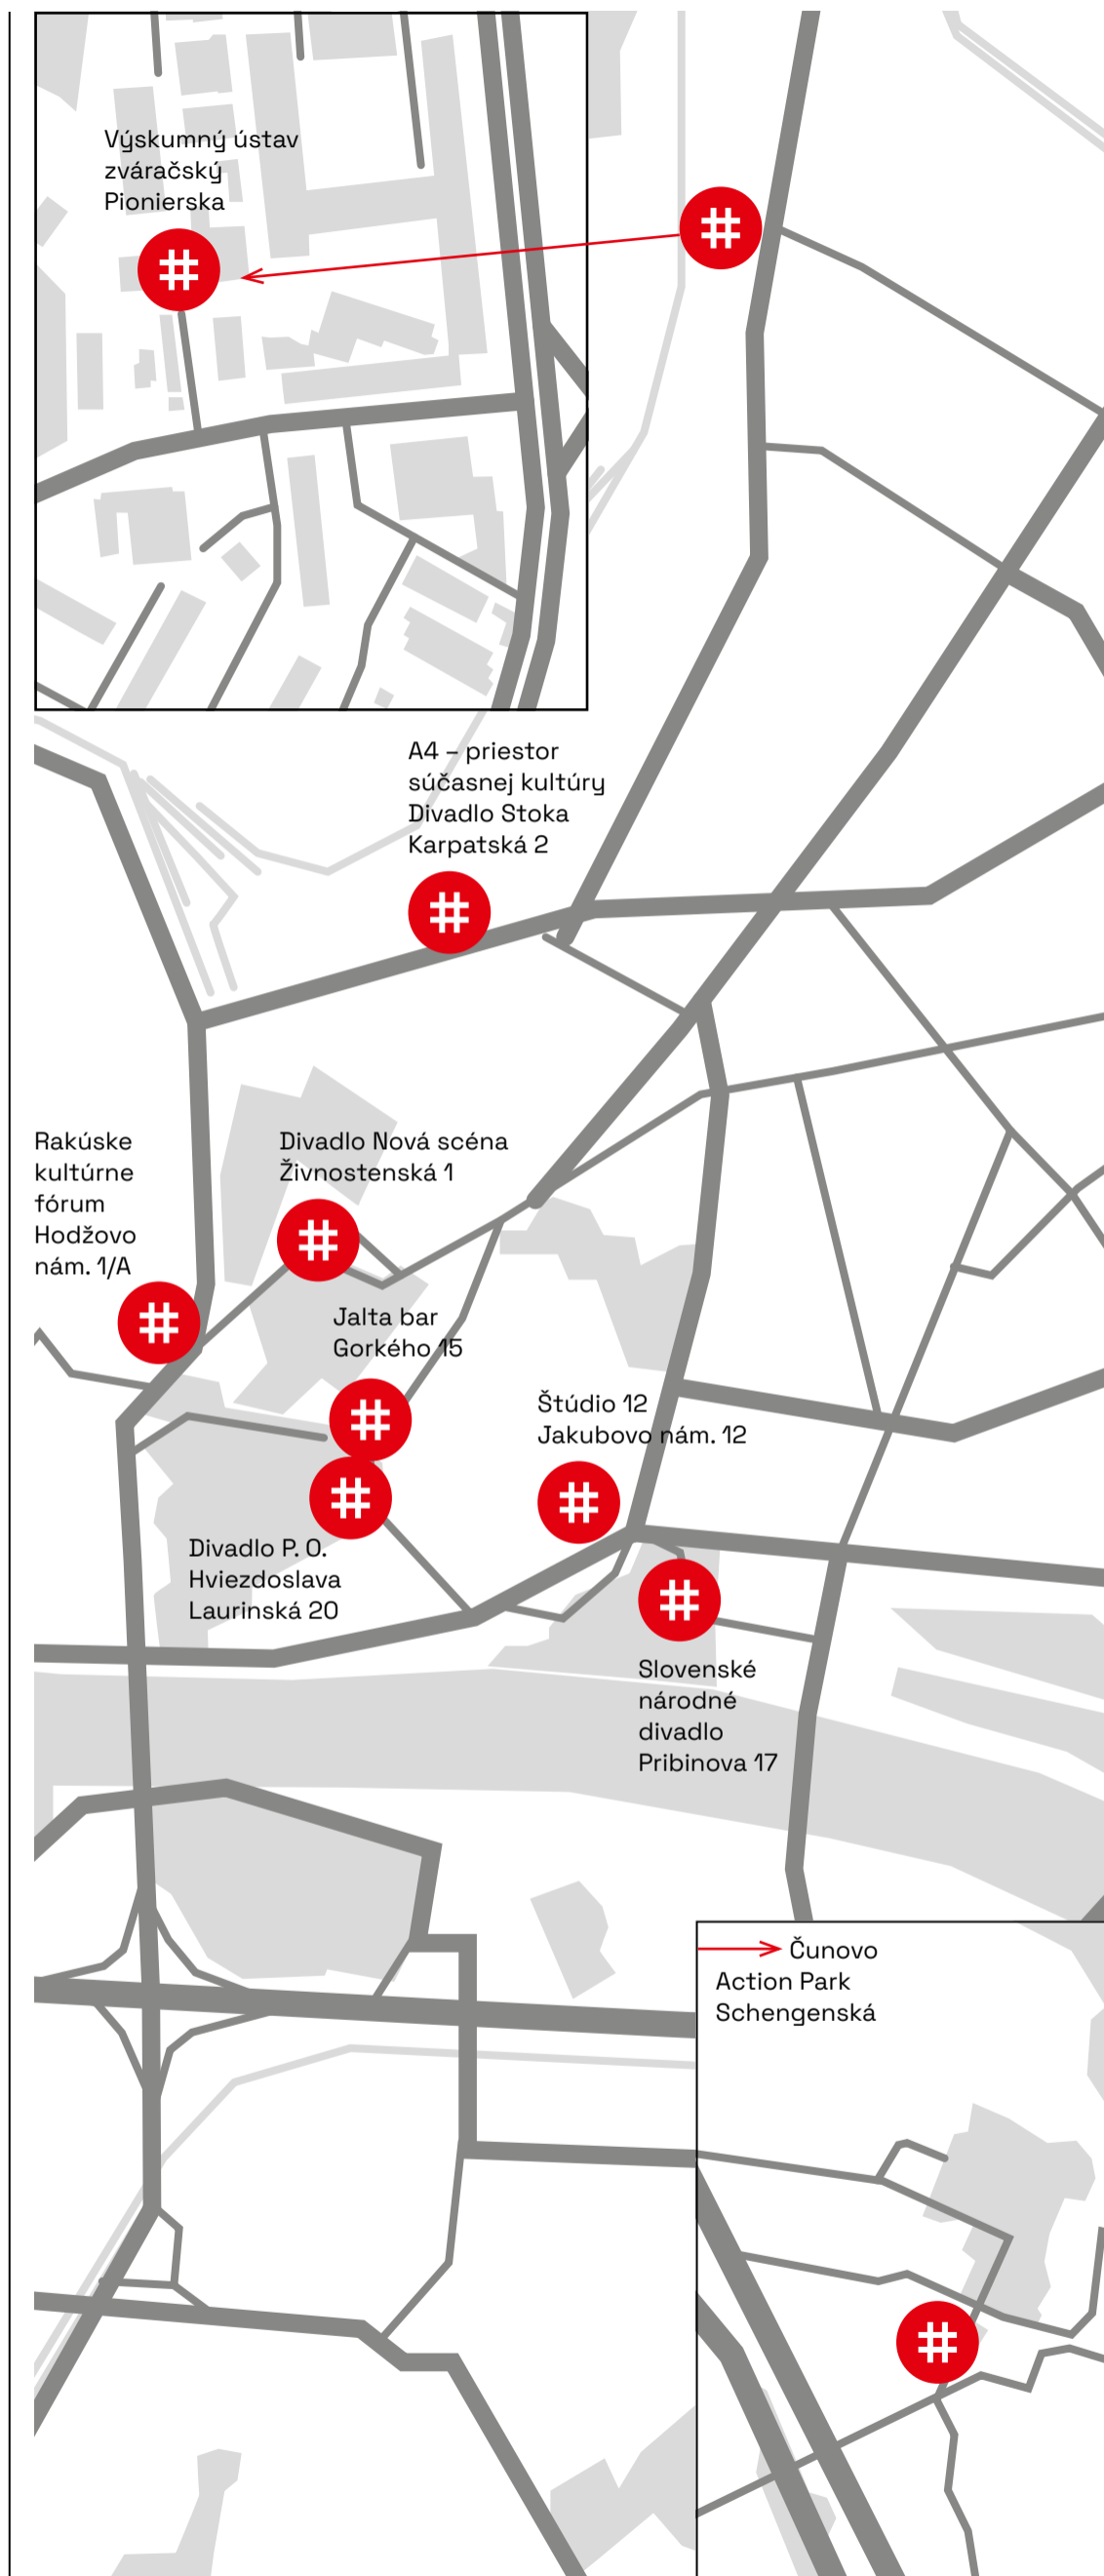 Výskumný ústav
zváračský
Pionierska
#
#
A4 – priestor
súčasnej kultúry
Divadlo Stoka
Karpatská 2
#
Rakúske
kultúrne
fórum
Hodžovo
nám. 1/A
#
Divadlo Nová scéna
Živnostenská 1
#
Jalta bar
Gorkého 15
#
Štúdio 12
Jakubovo nám. 12
#
#
Divadlo P. O.
Hviezdoslava
Laurinská 20
#
Slovenské
národné
divadlo
Pribinova 17
Čunovo
Action Park
Schengenská
#